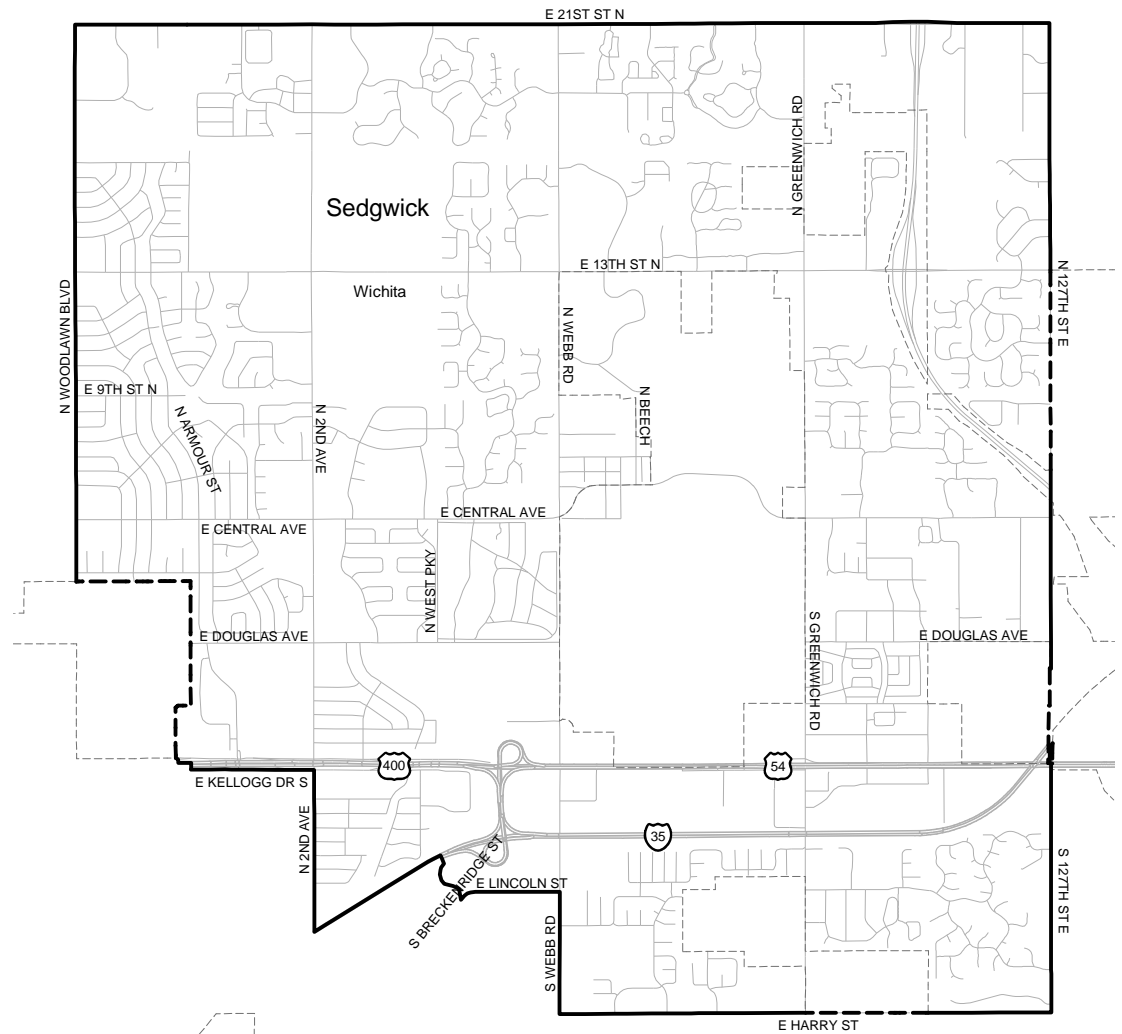 E 21ST ST N
N GREENWICH RD
Sedgwick
E 13TH ST N
N 127TH ST E
Wichita
N WOODLAWN BLVD
N WEBB RD
E 9TH ST N
N BEECH
N ARMOUR ST
N 2ND AVE
E CENTRAL AVE
E CENTRAL AVE
N WEST PKY
E DOUGLAS AVE
S GREENWICH RD
E DOUGLAS AVE
400
54
E KELLOGG DR S
N 2ND AVE
35
S BRECKENRIDGE ST
E LINCOLN ST
S 127TH ST E
S WEBB RD
E HARRY ST